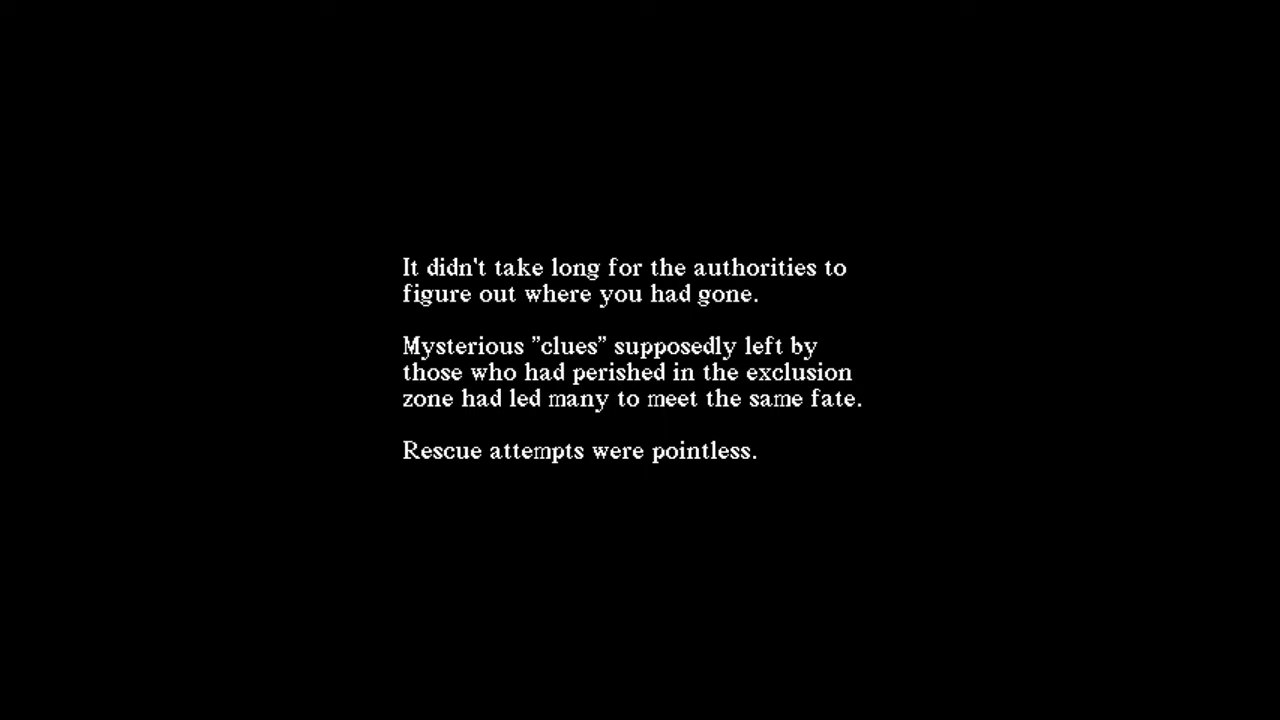 It didn't take long for the authorities to
figure out where you had gone.
Mysterious ”clues” supposedly left by
those who had perished in the exclusion
zone had led many to meet the same fate.
Rescue attempts were pointless.